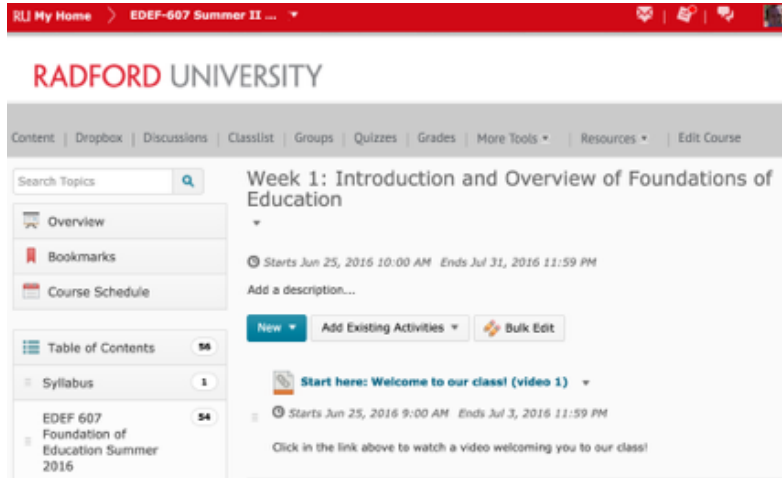 RU My Home
EDEF-607 Summer II ...
RADFORD UNIVERSITY
Content | Dropbox | Discussions | Classlist | Groups | Quizzes | Grades | More Tools | Resources | Edit Course
Search Topics
Overview
Bookmarks
Course Schedule
Table of Contents 56
Syllabus 1
EDEF 607 54
Foundation of
Education Summer
2016
Week 1: Introduction and Overview of Foundations of
Education
Starts Jun 25, 2016 10:00 AM Ends Jul 31, 2016 11:59 PM
Add a description...
New Add Existing Activities Bulk Edit
Start here: Welcome to our class! (video 1)
Starts Jun 25, 2016 9:00 AM Ends Jul 3, 2016 11:59 PM
Click in the link above to watch a video welcoming you to our class!